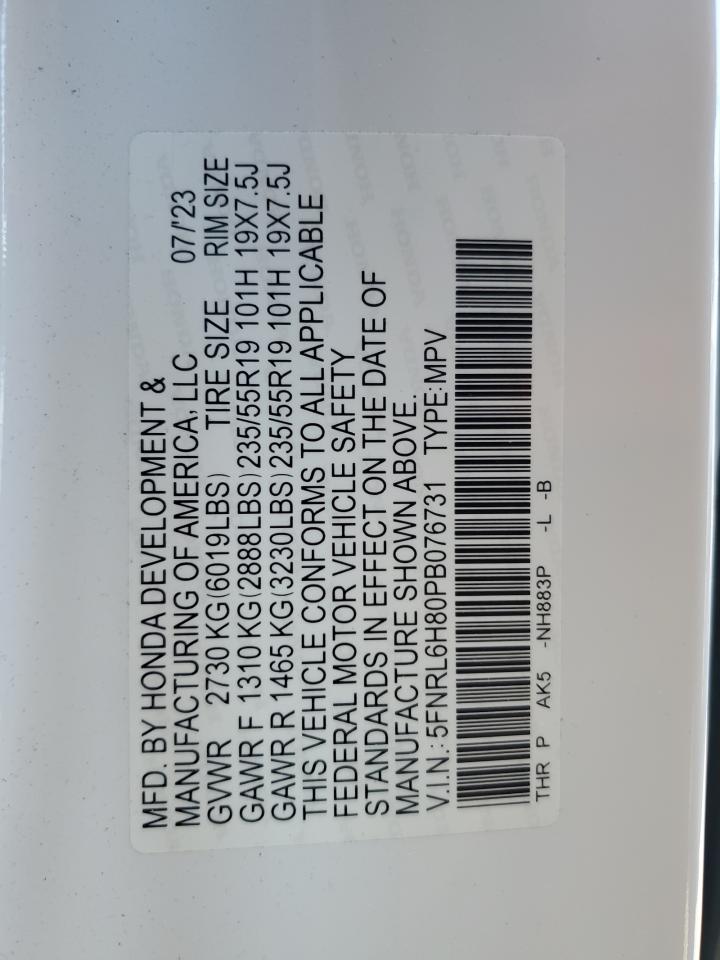 MFD. BY HONDA DEVELOPMENT &
MANUFACTURING OF AMERICA, LLC 07/'23
GVWR 2730 KG(6019LBS) TIRE SIZE RIM SIZE
GAWR F 1310 KG(2888LBS)235/55R19 101H 19X7.5J
GAWR R 1465 KG(3230LBS)235/55R19 101H 19X7.5J
THIS VEHICLE CONFORMS TO ALL APPLICABLE
FEDERAL MOTOR VEHICLE SAFETY
STANDARDS IN EFFECT ON THE DATE OF
MANUFACTURE SHOWN ABOVE.
V.I.N.:5FNRL6H80PB076731 TYPE:MPV
THR P AK5 -NH883P -L -B